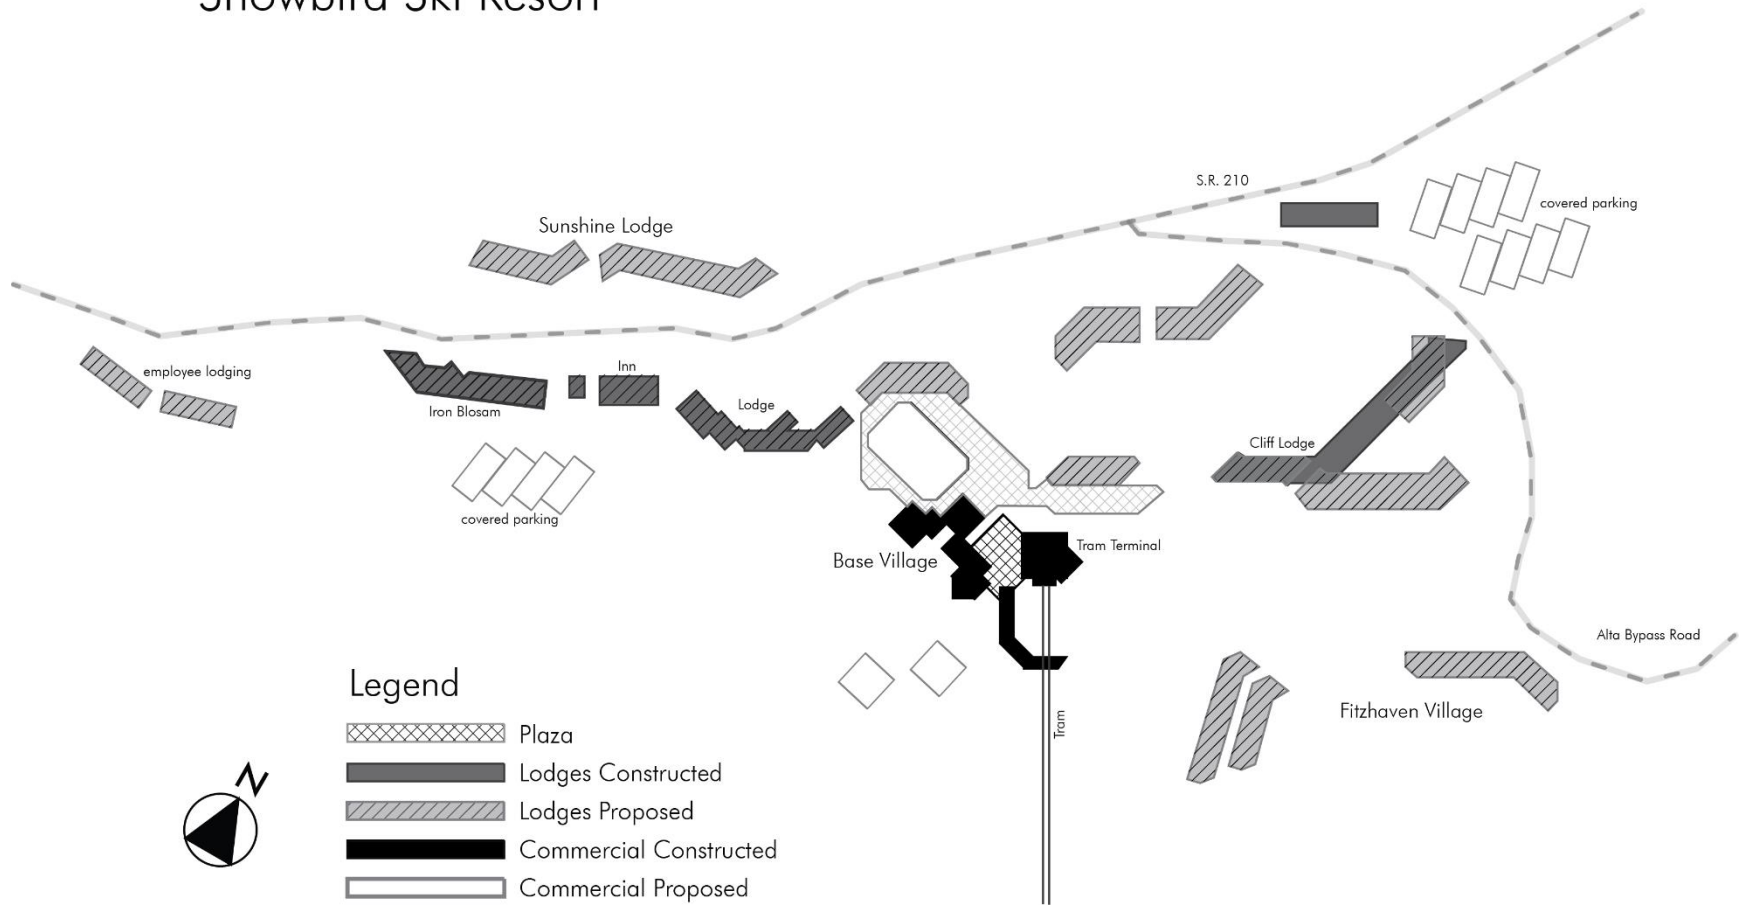 Snowbird Ski Resort
S.R. 210
covered parking
Sunshine Lodge
employee lodging
Inn
Iron Blosam
Lodge
Cliff Lodge
covered parking
Base Village
Tram Terminal
Alta Bypass Road
Tram
Fitzhaven Village
Legend
Plaza
Lodges Constructed
Lodges Proposed
Commercial Constructed
Commercial Proposed
N